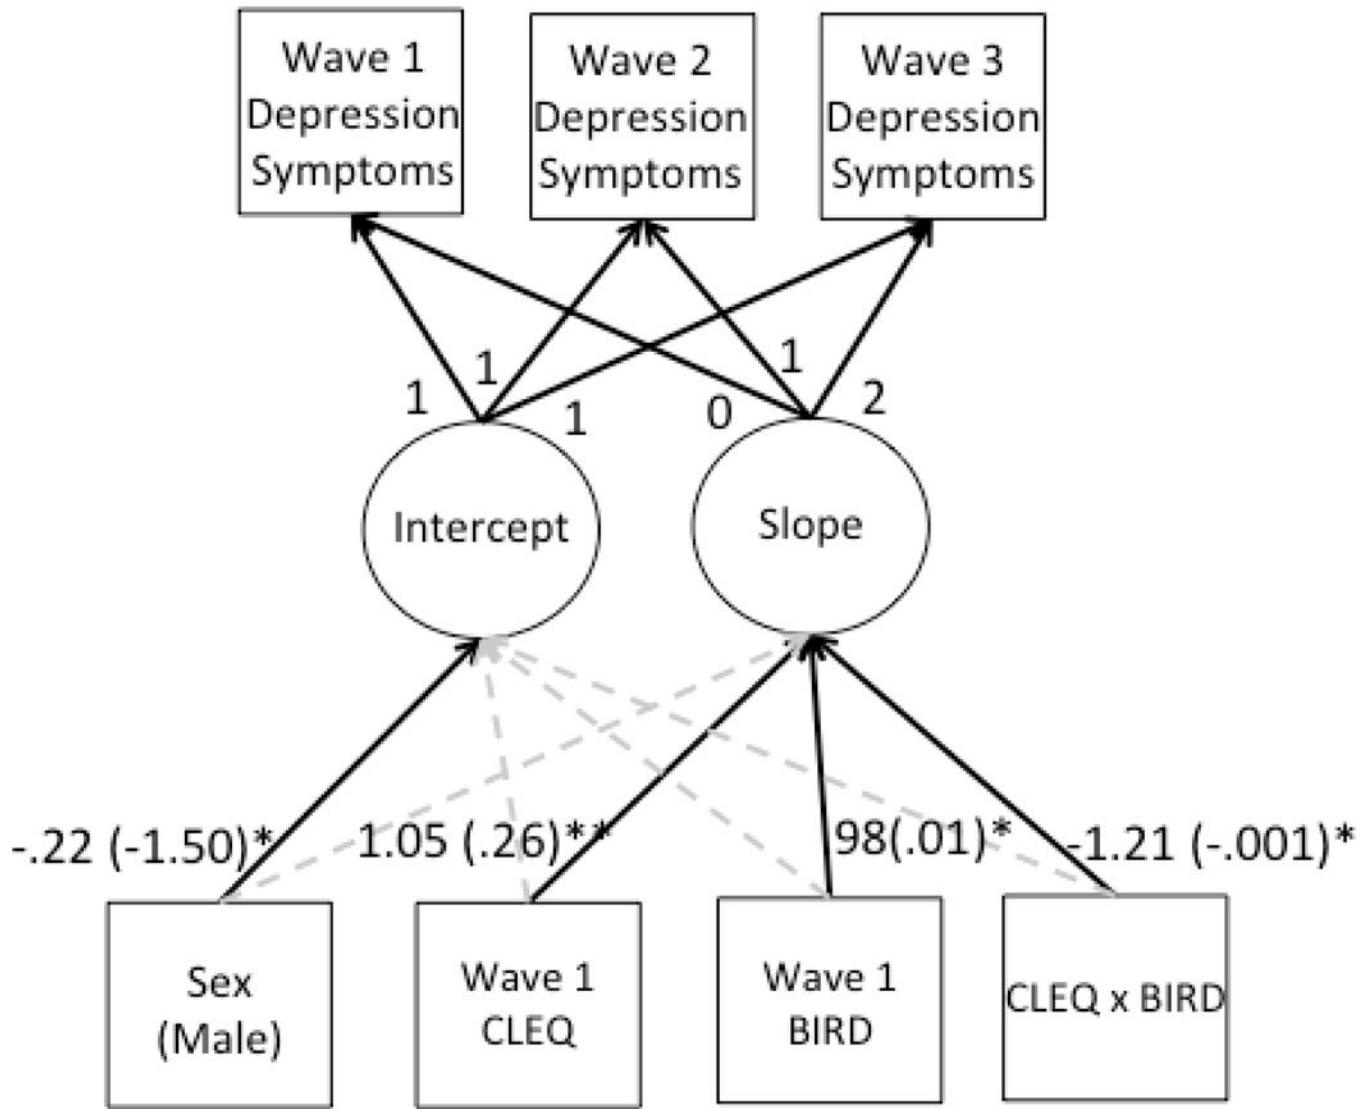 Wave 1
Depression
Symptoms
Wave 2
Depression
Symptoms
Wave 3
Depression
Symptoms
1
1
1
0
1
2
Intercept
Slope
-.22 (-1.50)*
1.05 (.26)**
98(.01)*
-1.21 (-.001)*
Sex
(Male)
Wave 1
CLEQ
Wave 1
BIRD
CLEQ x BIRD